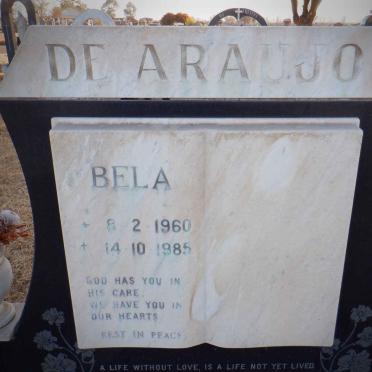 DE ARAUJO
BELA
* 8 2 1960
+ 14 10 1985
GOD HAS YOU IN
HIS CARE.
WE HAVE YOU IN
OUR HEARTS
REST IN PEACE
A LIFE WITHOUT LOVE, IS A LIFE NOT YET LIVED